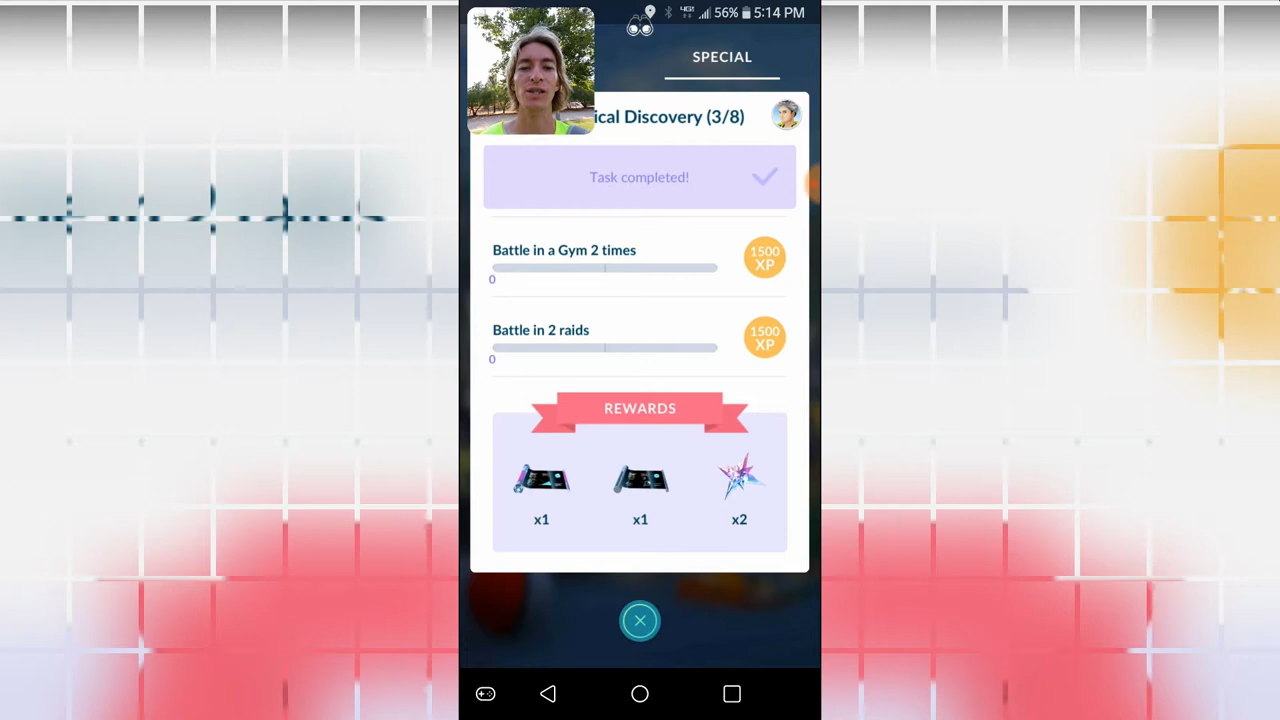 56% 5:14 PM
SPECIAL
ical Discovery (3/8)
Task completed!
Battle in a Gym 2 times
1500
XP
0
Battle in 2 raids
1500
XP
0
REWARDS
x1
x1
x2